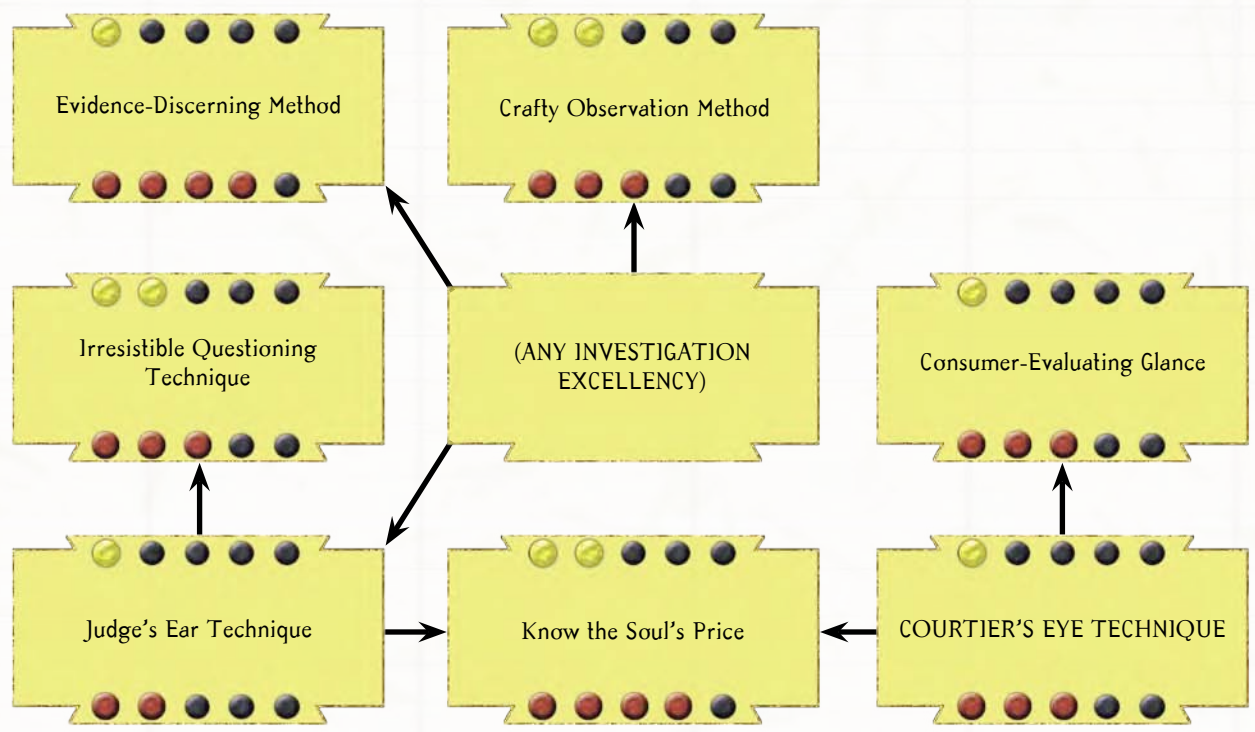 Evidence-Discerning Method
Crafty Observation Method
Irresistible Questioning
Technique
(ANY INVESTIGATION
EXCELLENCY)
Consumer-Evaluating Glance
Judge's Ear Technique
Know the Soul's Price
COURTIER'S EYE TECHNIQUE